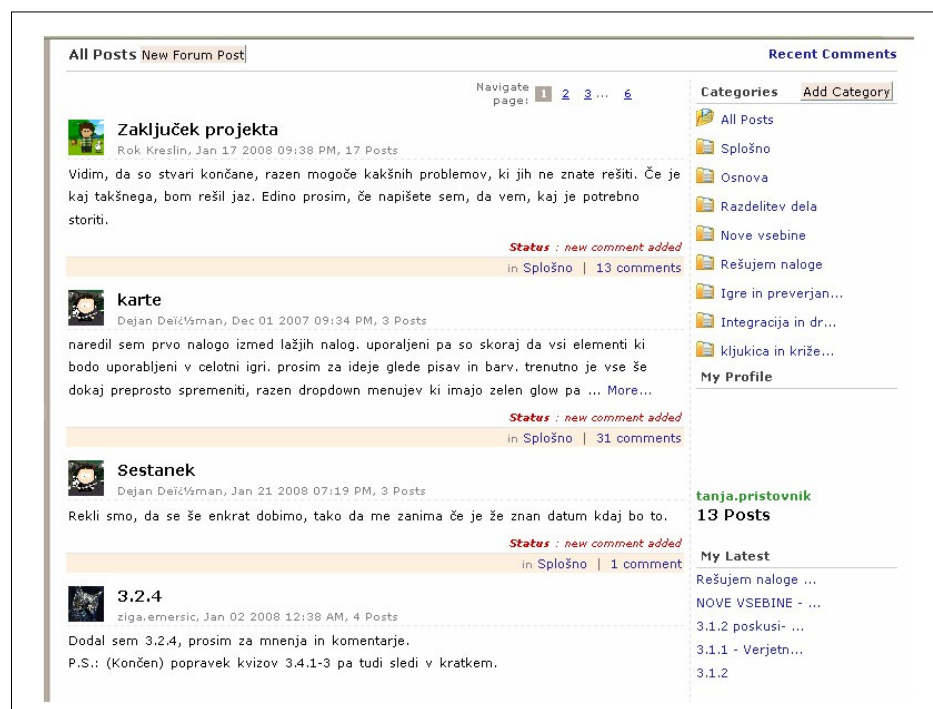 All Posts New Forum Post
Recent Comments
Navigate page: 1 2 3 ... 6
Zaključek projekta
Rok Kreslin, Jan 17 2008 09:38 PM, 17 Posts
Vidim, da so stvari končane, razen mogoče kakšnih problemov, ki jih ne znate rešiti. Če je
kaj takšnega, bom rešil jaz. Edino prosim, če napišete sem, da vem, kaj je potrebno
storiti.
Status : new comment added
in Splošno | 13 comments
karte
Dejan Deïč½man, Dec 01 2007 09:34 PM, 3 Posts
naredil sem prvo nalogo izmed lažjih nalog. uporaljeni pa so skoraj da vsi elementi ki
bodo uporabljeni v celotni igri. prosim za ideje glede pisav in barv. trenutno je vse še
dokaj preprosto spremeniti, razen dropdown menujev ki imajo zelen glow pa ... More...
Status : new comment added
in Splošno | 31 comments
Sestanek
Dejan Deïč½man, Jan 21 2008 07:19 PM, 3 Posts
Rekli smo, da se še enkrat dobimo, tako da me zanima če je že znan datum kdaj bo to.
Status : new comment added
in Splošno | 1 comment
3.2.4
ziga.emersic, Jan 02 2008 12:38 AM, 4 Posts
Dodal sem 3.2.4, prosim za mnenja in komentarje.
P.S.: (Končen) popravek kvizov 3.4.1-3 pa tudi sledi v kratkem.
Categories Add Category
All Posts
Splošno
Osnova
Razdelitev dela
Nove vsebine
Rešujem naloge
Igre in preverjan...
Integracija in dr...
kljukica in križe...
My Profile
tanja.pristovnik
13 Posts
My Latest
Rešujem naloge ...
NOVE VSEBINE - ...
3.1.2 poskusi- ...
3.1.1 - Verjetn...
3.1.2